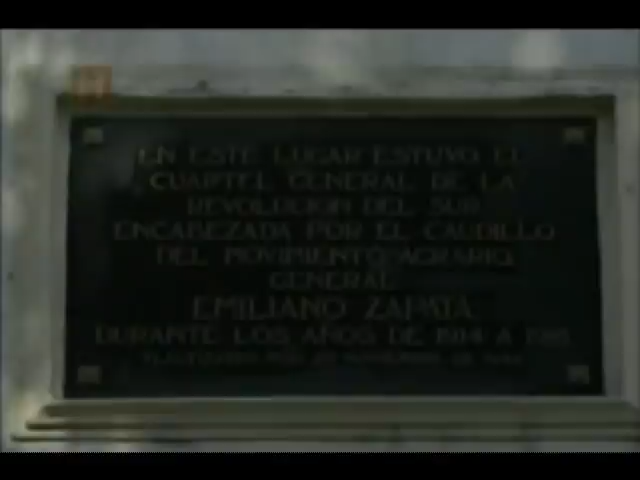 EN ESTE LUGAR ESTUVO EL
CUARTEL GENERAL DE LA
REVOLUCION DEL SUR
ENCABEZADA POR EL CAUDILLO
DEL MOVIMIENTO AGRARIO,
GENERAL
EMILIANO ZAPATA
DURANTE LOS AÑOS DE 1914 A
DE